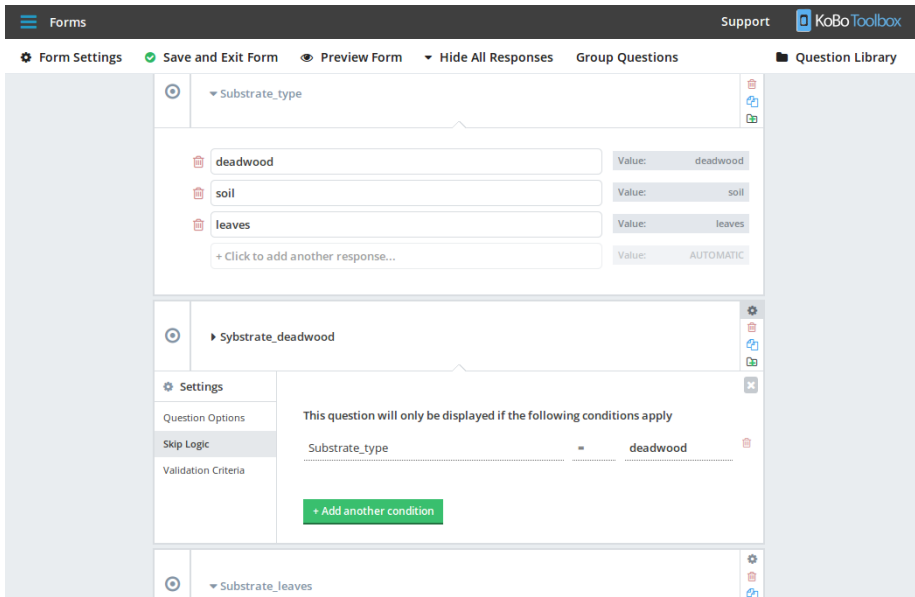 Forms Support KoBoToolbox
Form Settings Save and Exit Form Preview Form Hide All Responses Group Questions Question Library
Substrate_type
deadwood Value: deadwood
soil Value: soil
leaves Value: leaves
+ Click to add another response... Value: AUTOMATIC
Sybstrate_deadwood
Settings
Question Options
This question will only be displayed if the following conditions apply
Skip Logic
Substrate_type = deadwood
Validation Criteria
+ Add another condition
Substrate_leaves